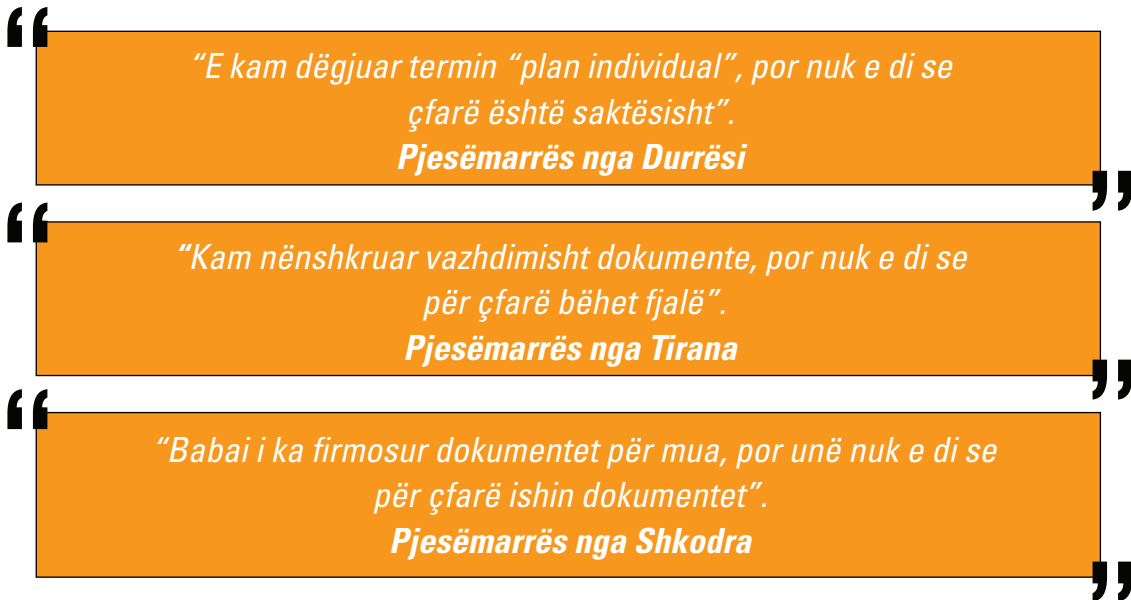 “E kam dëgjuar termin “plan individual”, por nuk e di se
çfarë është saktësisht”.
Pjesëmarrës nga Durrësi
“Kam nënshkruar vazhdimisht dokumente, por nuk e di se
për çfarë bëhet fjalë”.
Pjesëmarrës nga Tirana
“Babai i ka firmosur dokumentet për mua, por unë nuk e di se
për çfarë ishin dokumentet”.
Pjesëmarrës nga Shkodra